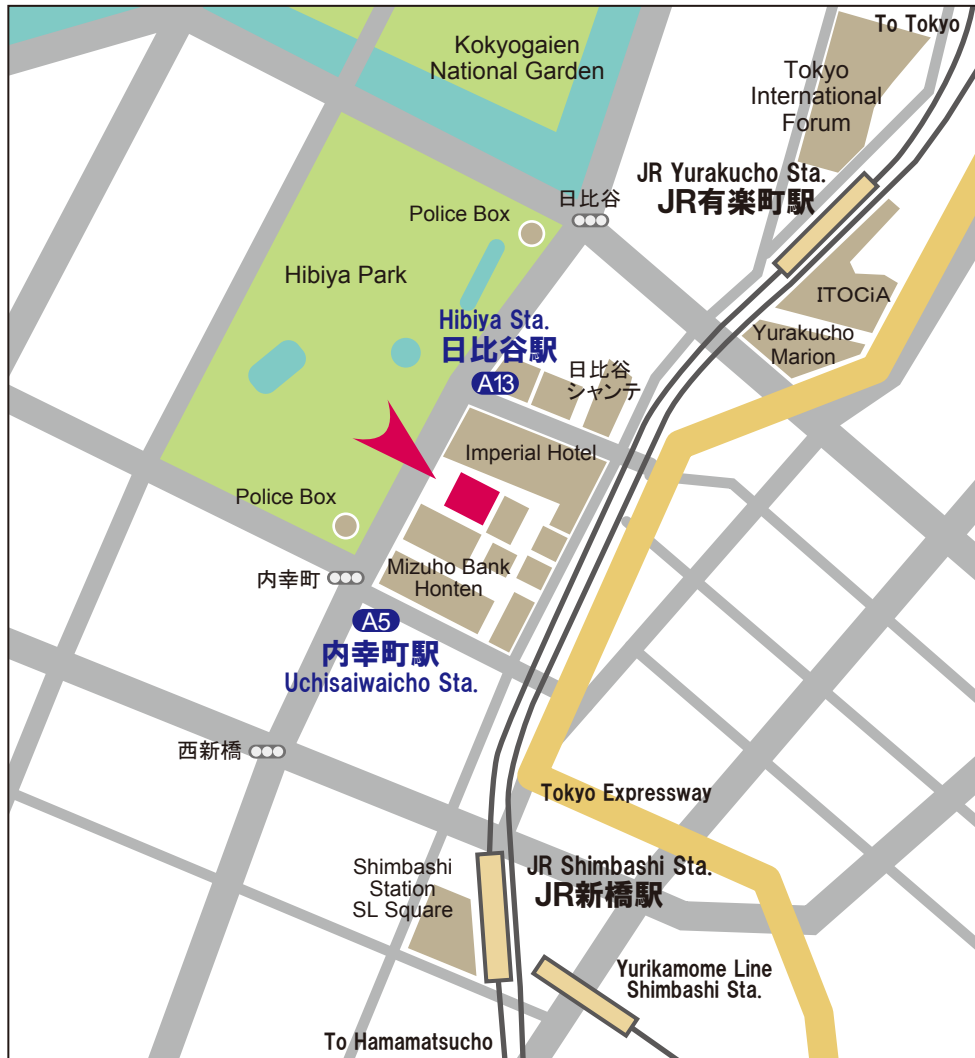 To Tokyo
Kokyogaien
National Garden
Tokyo
International
Forum
JR Yurakucho Sta.
JR有楽町駅
日比谷
Police Box
Hibiya Park
ITOCiA
Hibiya Sta.
日比谷駅
A13
Yurakucho
Marion
日比谷
シャンテ
Imperial Hotel
Police Box
内幸町
Mizuho Bank
Honten
A5
内幸町駅
Uchisaiwaicho Sta.
西新橋
Tokyo Expressway
Shimbashi
Station
SL Square
JR Shimbashi Sta.
JR新橋駅
Yurikamome Line
Shimbashi Sta.
To Hamamatsucho